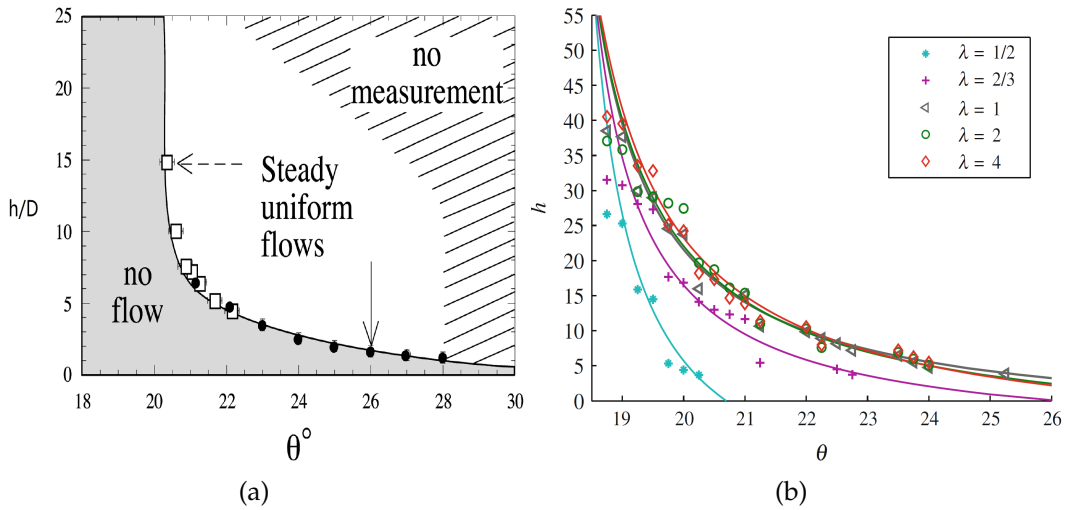 25
20
15
10
5
0
h/D
18
20
22
24
26
28
30
θ°
no
measurement
Steady
uniform
flows
no
flow
(a)
55
50
45
40
35
30
25
20
15
10
5
0
h
19
20
21
22
23
24
25
26
θ
λ = 1/2
λ = 2/3
λ = 1
λ = 2
λ = 4
(b)